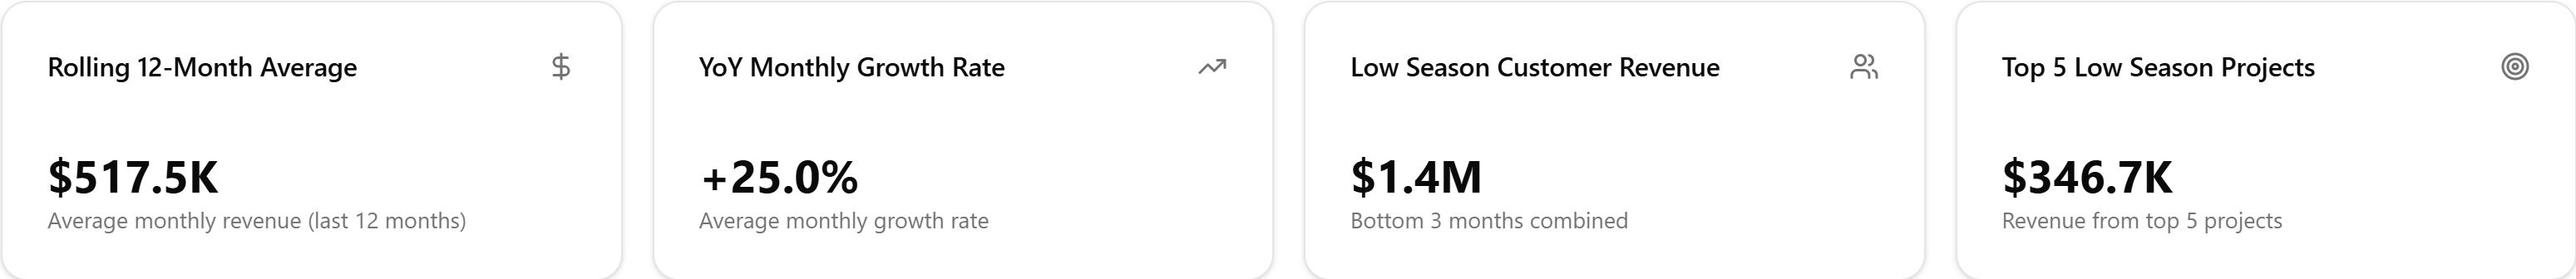 Rolling 12-Month Average
$517.5K
Average monthly revenue (last 12 months)
YoY Monthly Growth Rate
+25.0%
Average monthly growth rate
Low Season Customer Revenue
$1.4M
Bottom 3 months combined
Top 5 Low Season Projects
$346.7K
Revenue from top 5 projects